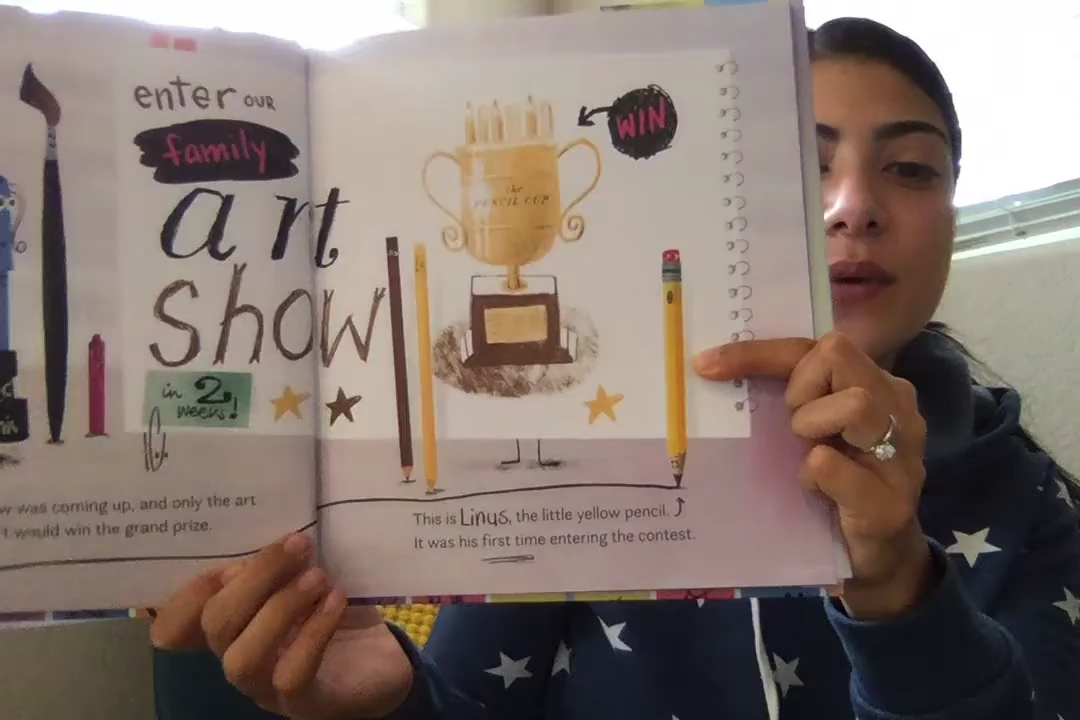 enter OUR
family
art
show
in 2
weeks!
was coming up, and only the art
would win the grand prize.
WIN
the
PENCIL CUP
This is Linus, the little yellow pencil.
It was his first time entering the contest.